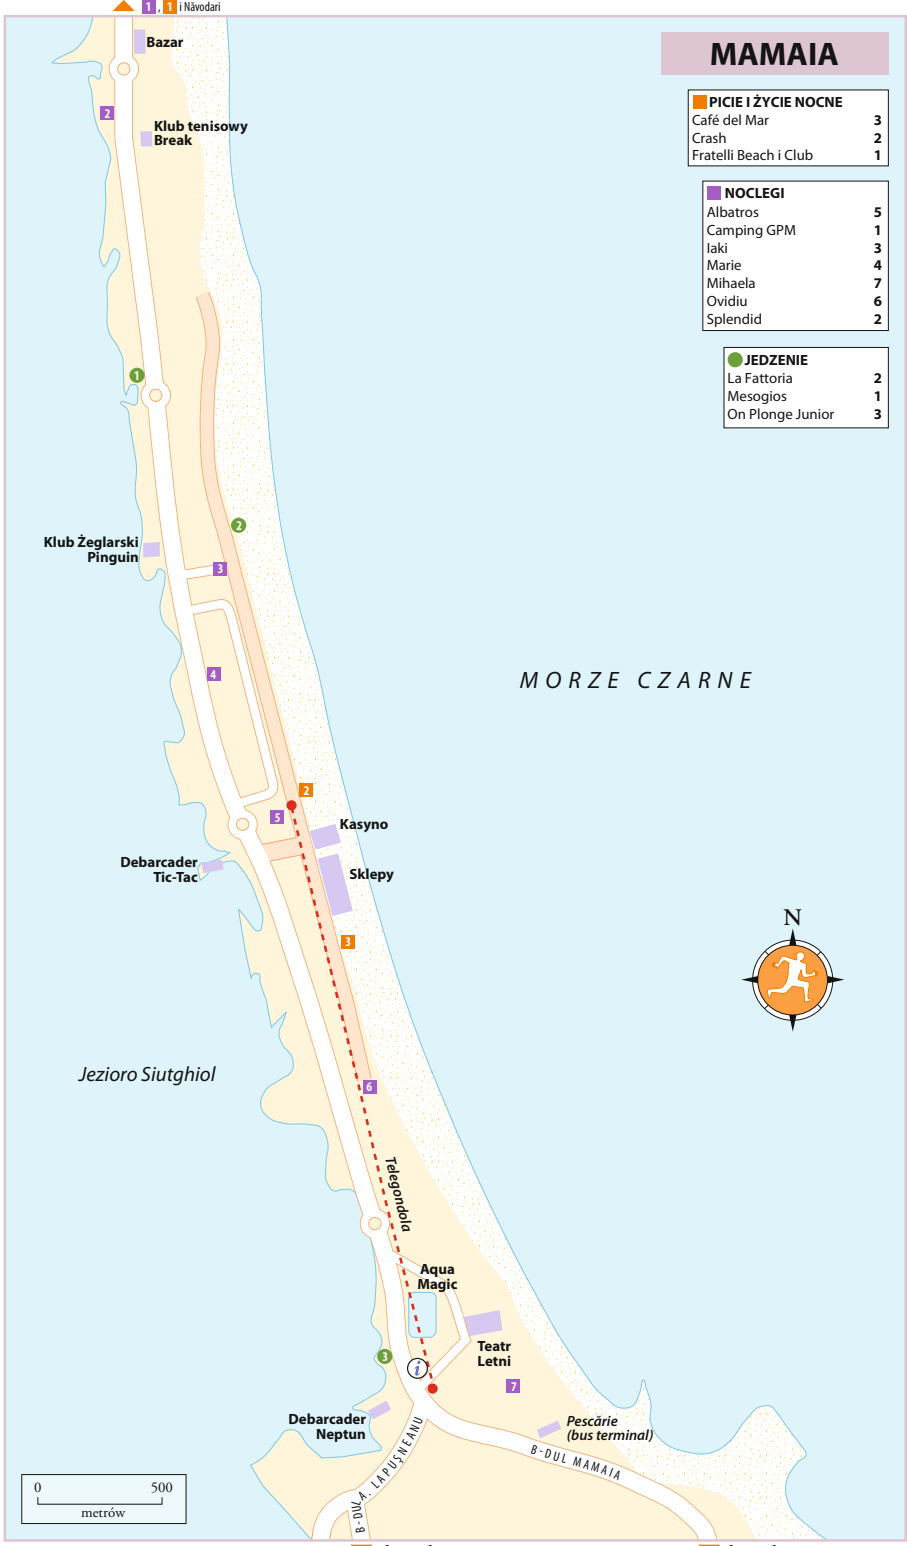 1 , 1 i Năvodari
MAMAIA
PICIE I ŻYCIE NOCNE
Café del Mar 3
Crash 2
Fratelli Beach i Club 1
NOCLEGI
Albatros 5
Camping GPM 1
Iaki 3
Marie 4
Mihaela 7
Ovidiu 6
Splendid 2
JEDZENIE
La Fattoria 2
Mesogios 1
On Plonge Junior 3
Bazar
2
Klub tenisowy
Break
1
2
Klub Żeglarski
Pinguin
3
4
MORZE CZARNE
2
5
Kasyno
Debarcader
Tic-Tac
Sklepy
3
N
Jezioro Siutghiol
6
Telegondola
Aqua
Magic
Teatr
Letni
3
i
7
Debarcader
Neptun
Pescărie
(bus terminal)
B-DUL A. LAPUŞNEANU
B-DUL MAMAIA
0 500
metrów